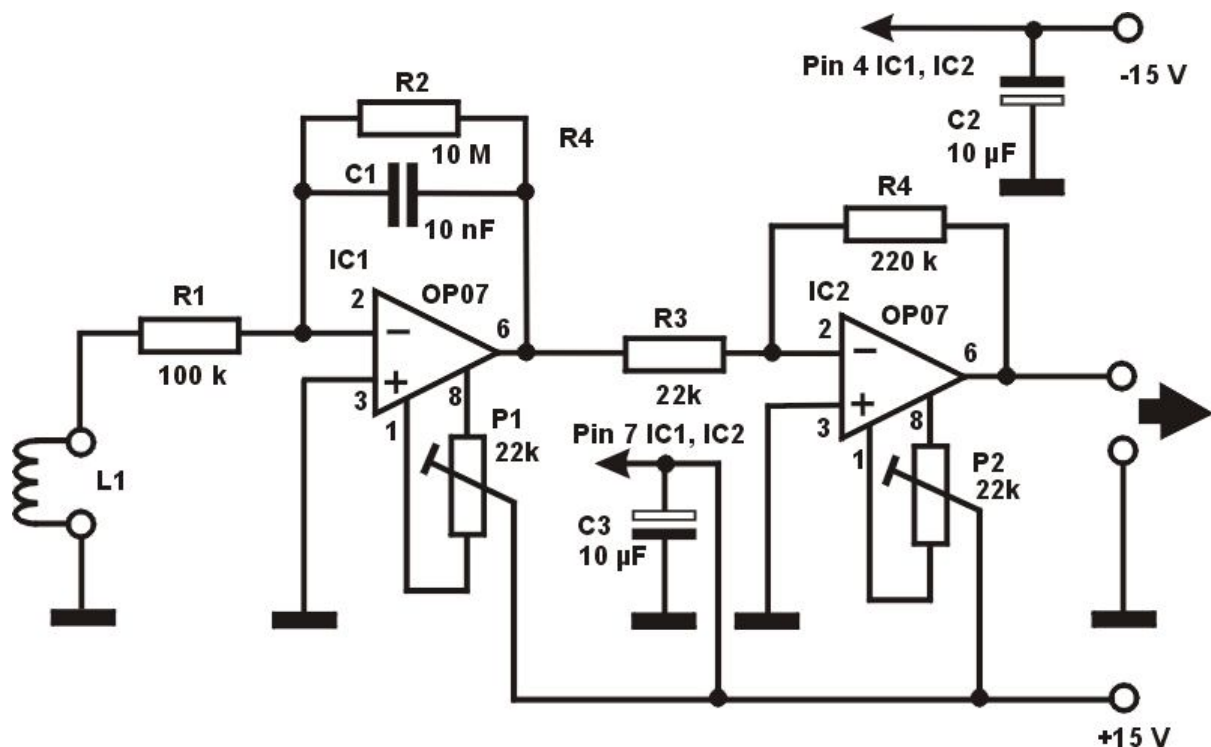 Pin 4 IC1, IC2
-15 V
C2
10 µF
R2
10 M
R4
C1
10 nF
R4
220 k
IC1
OP07
2
3
6
8
1
R1
100 k
L1
P1
22k
R3
22k
IC2
OP07
2
3
6
8
1
Pin 7 IC1, IC2
P2
22k
C3
10 µF
+15 V